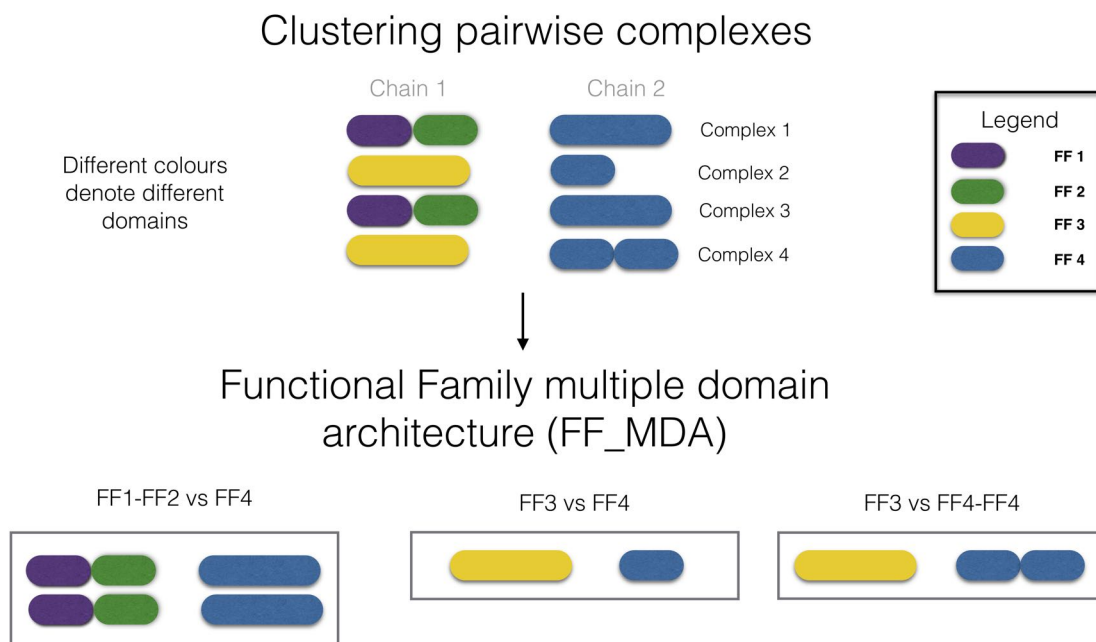 Clustering pairwise complexes
Chain 1
Chain 2
Different colours
denote different
domains
Complex 1
Complex 2
Complex 3
Complex 4
Legend
FF 1
FF 2
FF 3
FF 4
Functional Family multiple domain
architecture (FF_MDA)
FF1-FF2 vs FF4
FF3 vs FF4
FF3 vs FF4-FF4